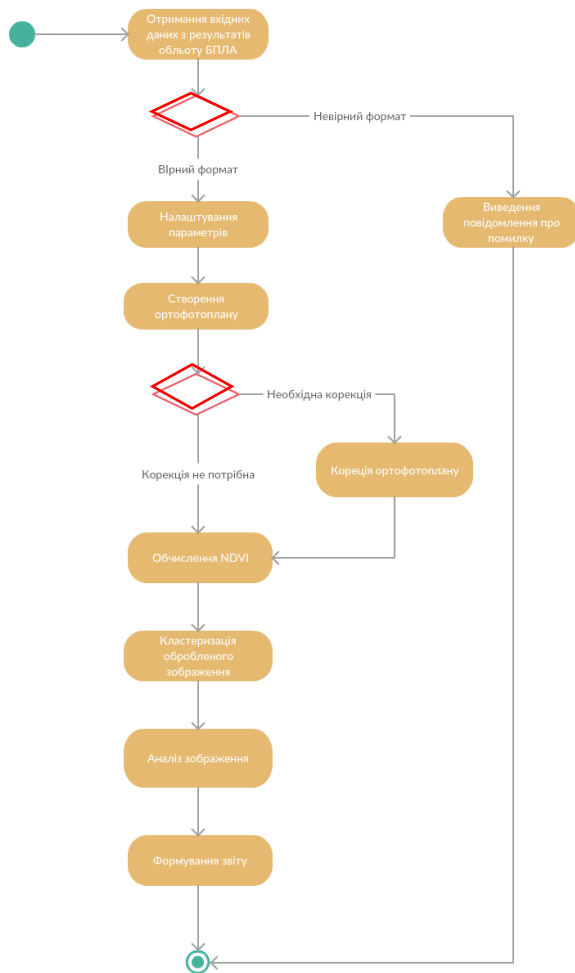 Отримання вхідних
даних з результатів
обльоту БПЛА
Невірний формат
ВІрний формат
Налаштування
параметрів
Виведення
повідомлення про
помилку
Створення
ортофотоплану
Необхідна корекція
Корекція не потрібна
Кореція ортофотоплану
Обчислення NDVI
Кластеризація
обробленого
зображення
Аналіз зображення
Формування звіту